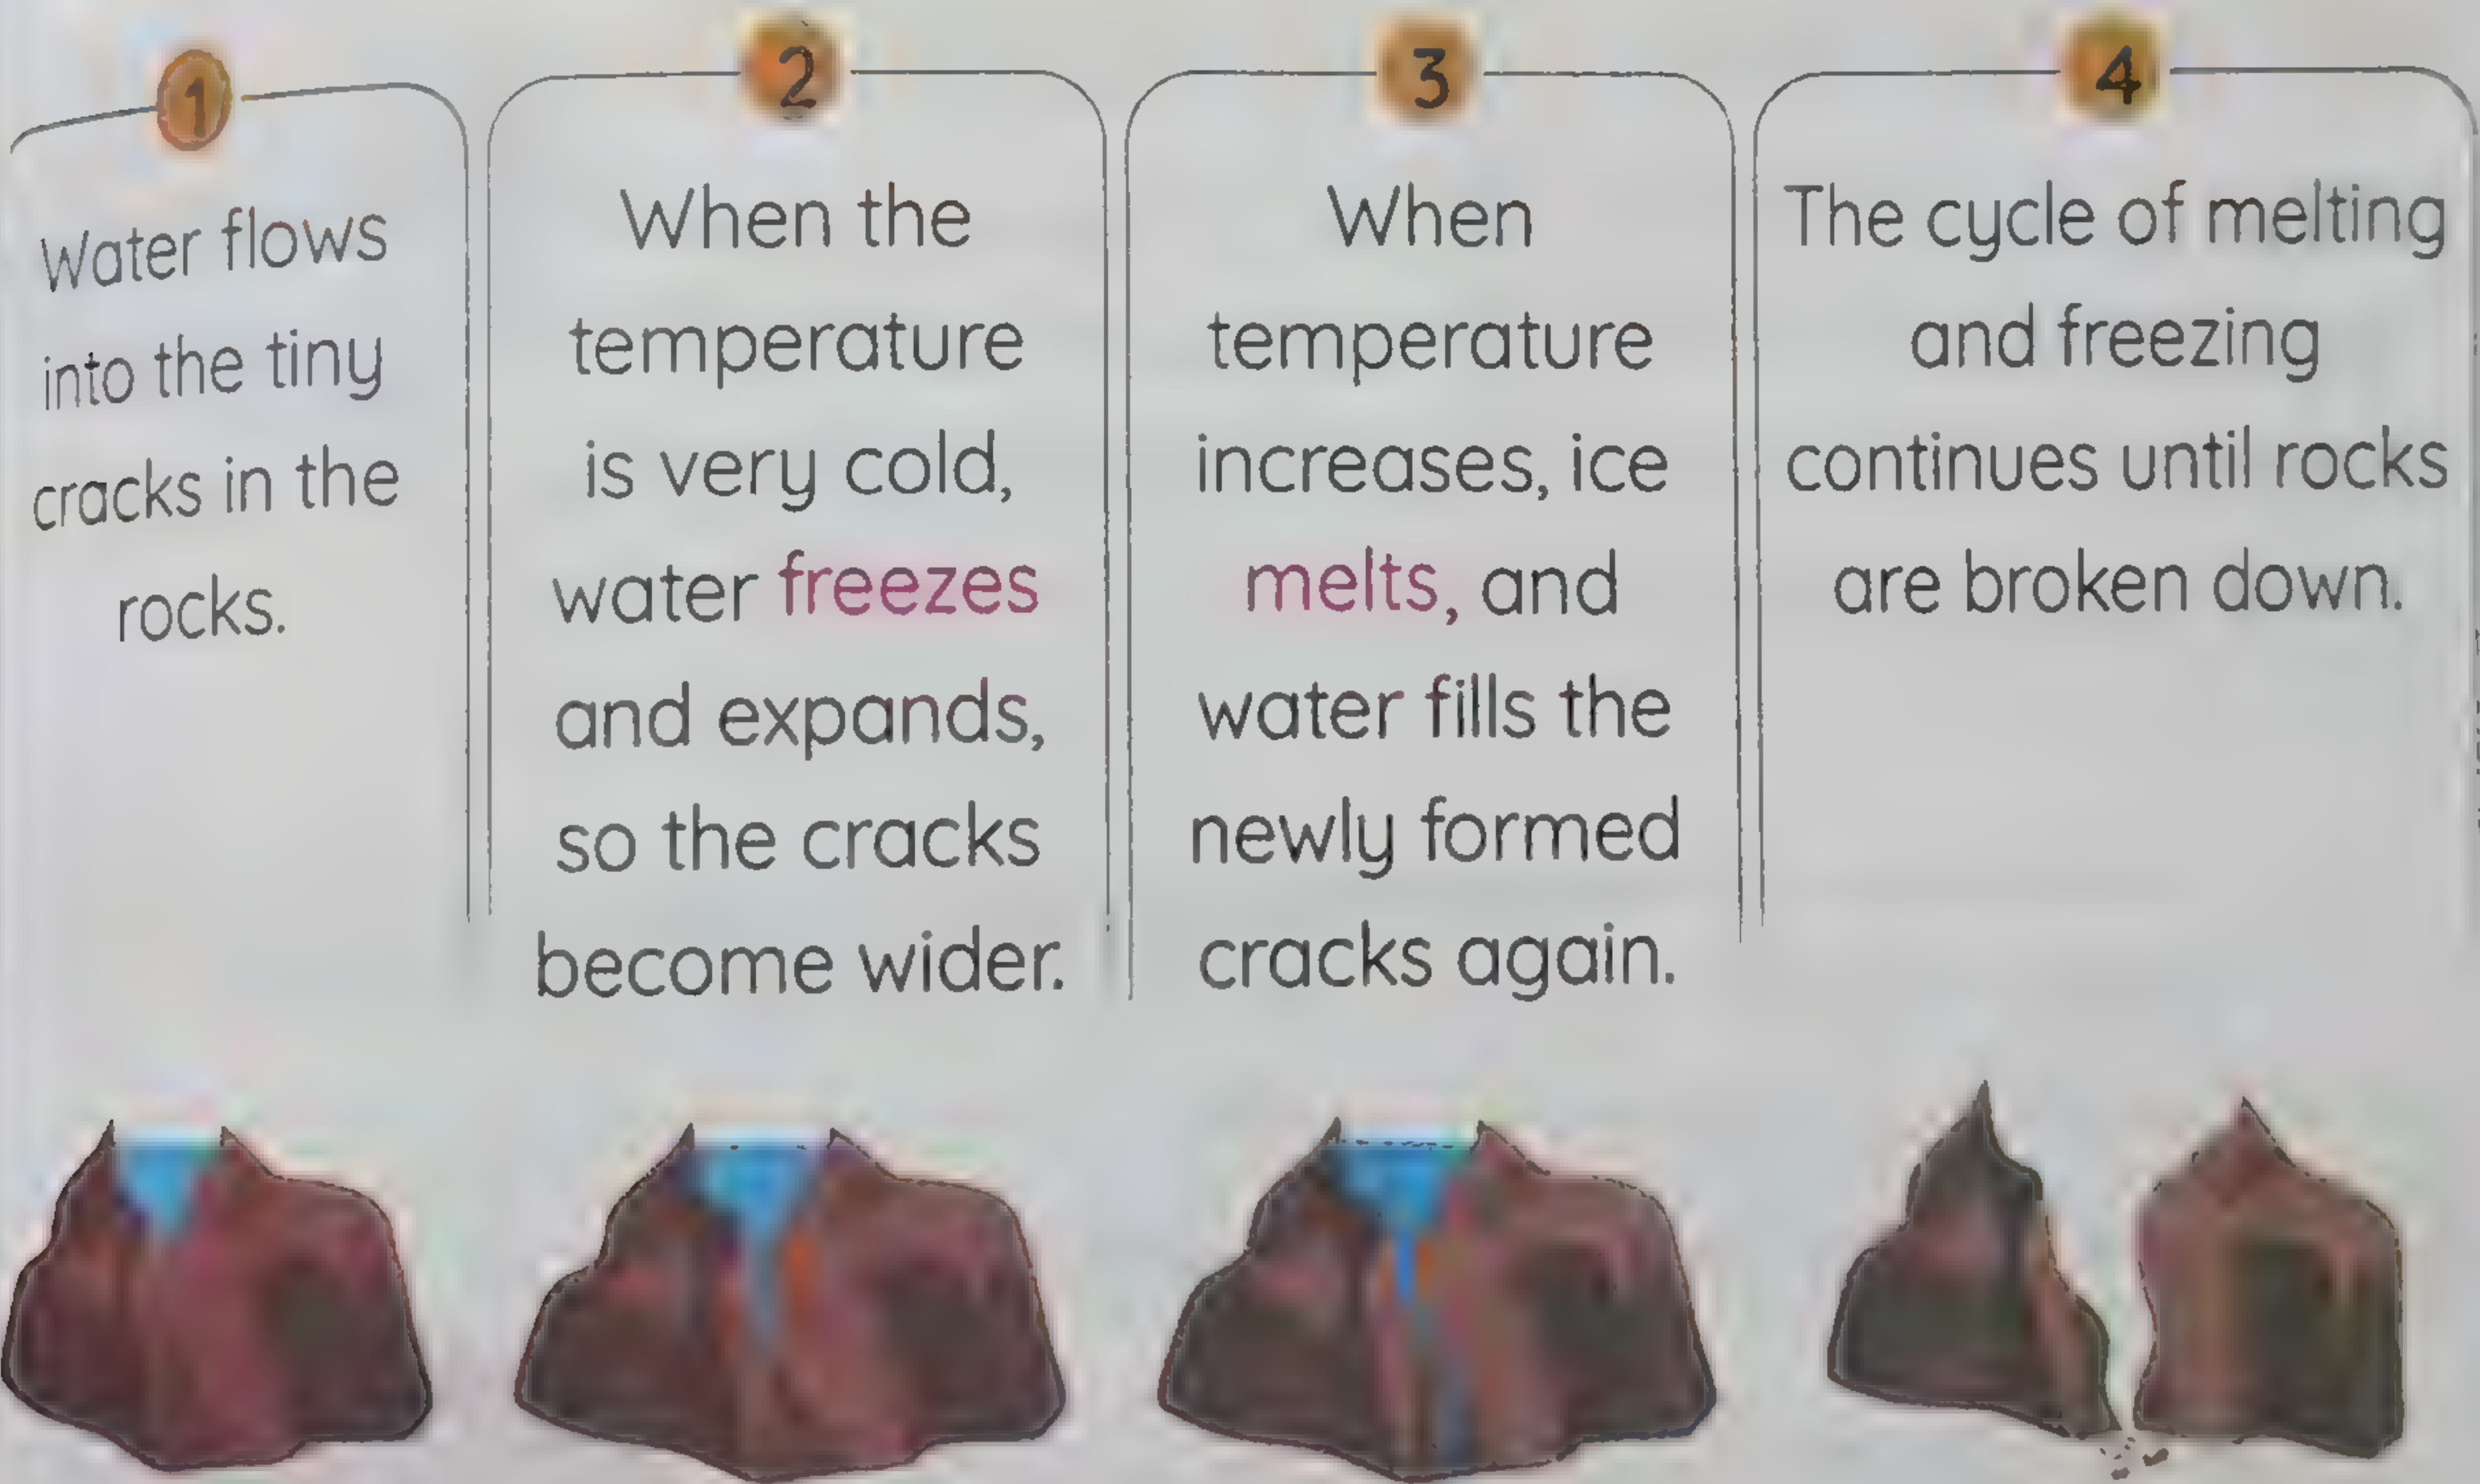 1
Water flows
into the tiny
cracks in the
rocks.
2
When the
temperature
is very cold,
water freezes
and expands,
so the cracks
become wider.
3
When
temperature
increases, ice
melts, and
water fills the
newly formed
cracks again.
4
The cycle of melting
and freezing
continues until rocks
are broken down.